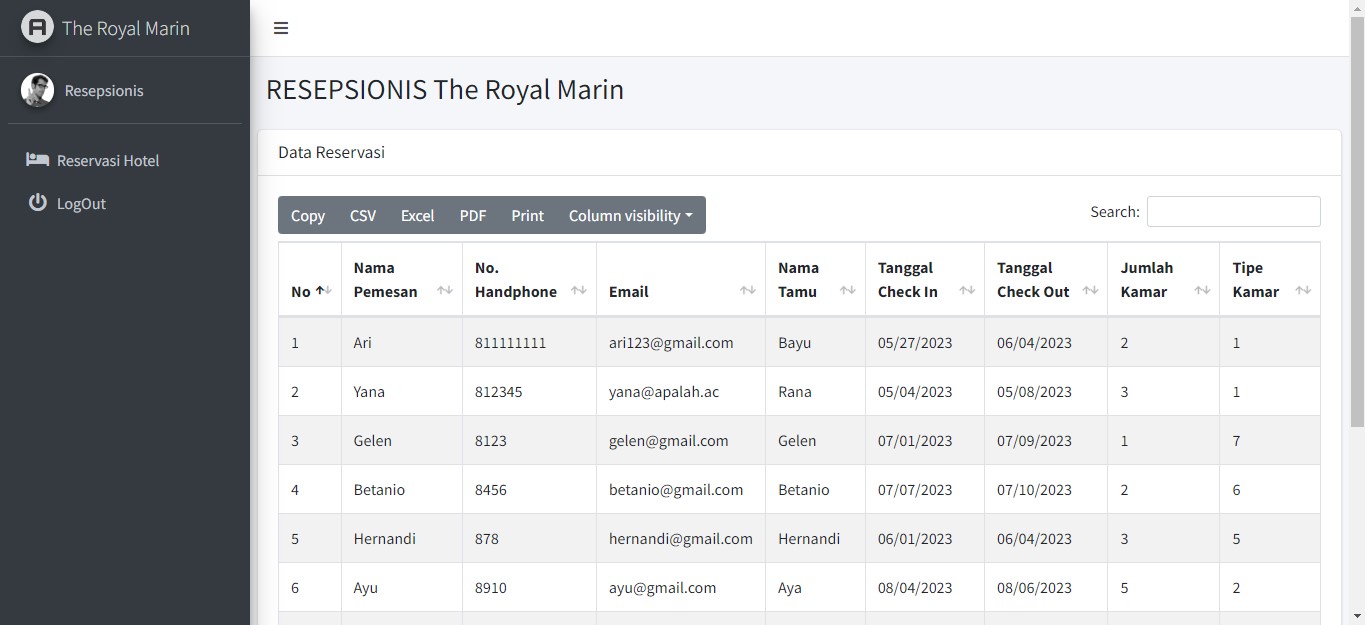 The Royal Marin
Resepsionis
Reservasi Hotel
LogOut
RESEPSIONIS The Royal Marin
Data Reservasi
Copy CSV Excel PDF Print Column visibility
Search:
No Nama Pemesan No. Handphone Email Nama Tamu Tanggal Check In Tanggal Check Out Jumlah Kamar Tipe Kamar
1 Ari 811111111 ari123@gmail.com Bayu 05/27/2023 06/04/2023 2 1
2 Yana 812345 yana@apalah.ac Rana 05/04/2023 05/08/2023 3 1
3 Gelen 8123 gelen@gmail.com Gelen 07/01/2023 07/09/2023 1 7
4 Betanio 8456 betanio@gmail.com Betanio 07/07/2023 07/10/2023 2 6
5 Hernandi 878 hernandi@gmail.com Hernandi 06/01/2023 06/04/2023 3 5
6 Ayu 8910 ayu@gmail.com Aya 08/04/2023 08/06/2023 5 2